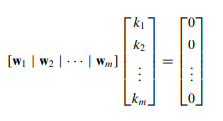 [w₁ | w₂ | ⋯ | wₘ] [k₁ k₂ ⋮ kₘ] = [0 0 ⋮ 0]